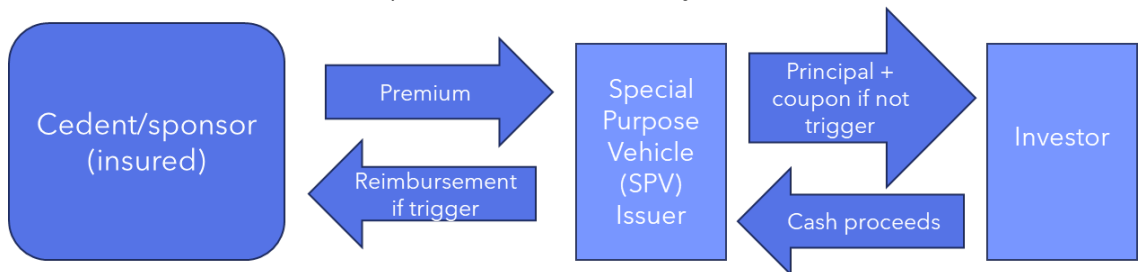 Cedent/sponsor
(insured)
Premium
Reimbursement
if trigger
Special
Purpose
Vehicle
(SPV)
Issuer
Principal +
coupon if not
trigger
Cash proceeds
Investor